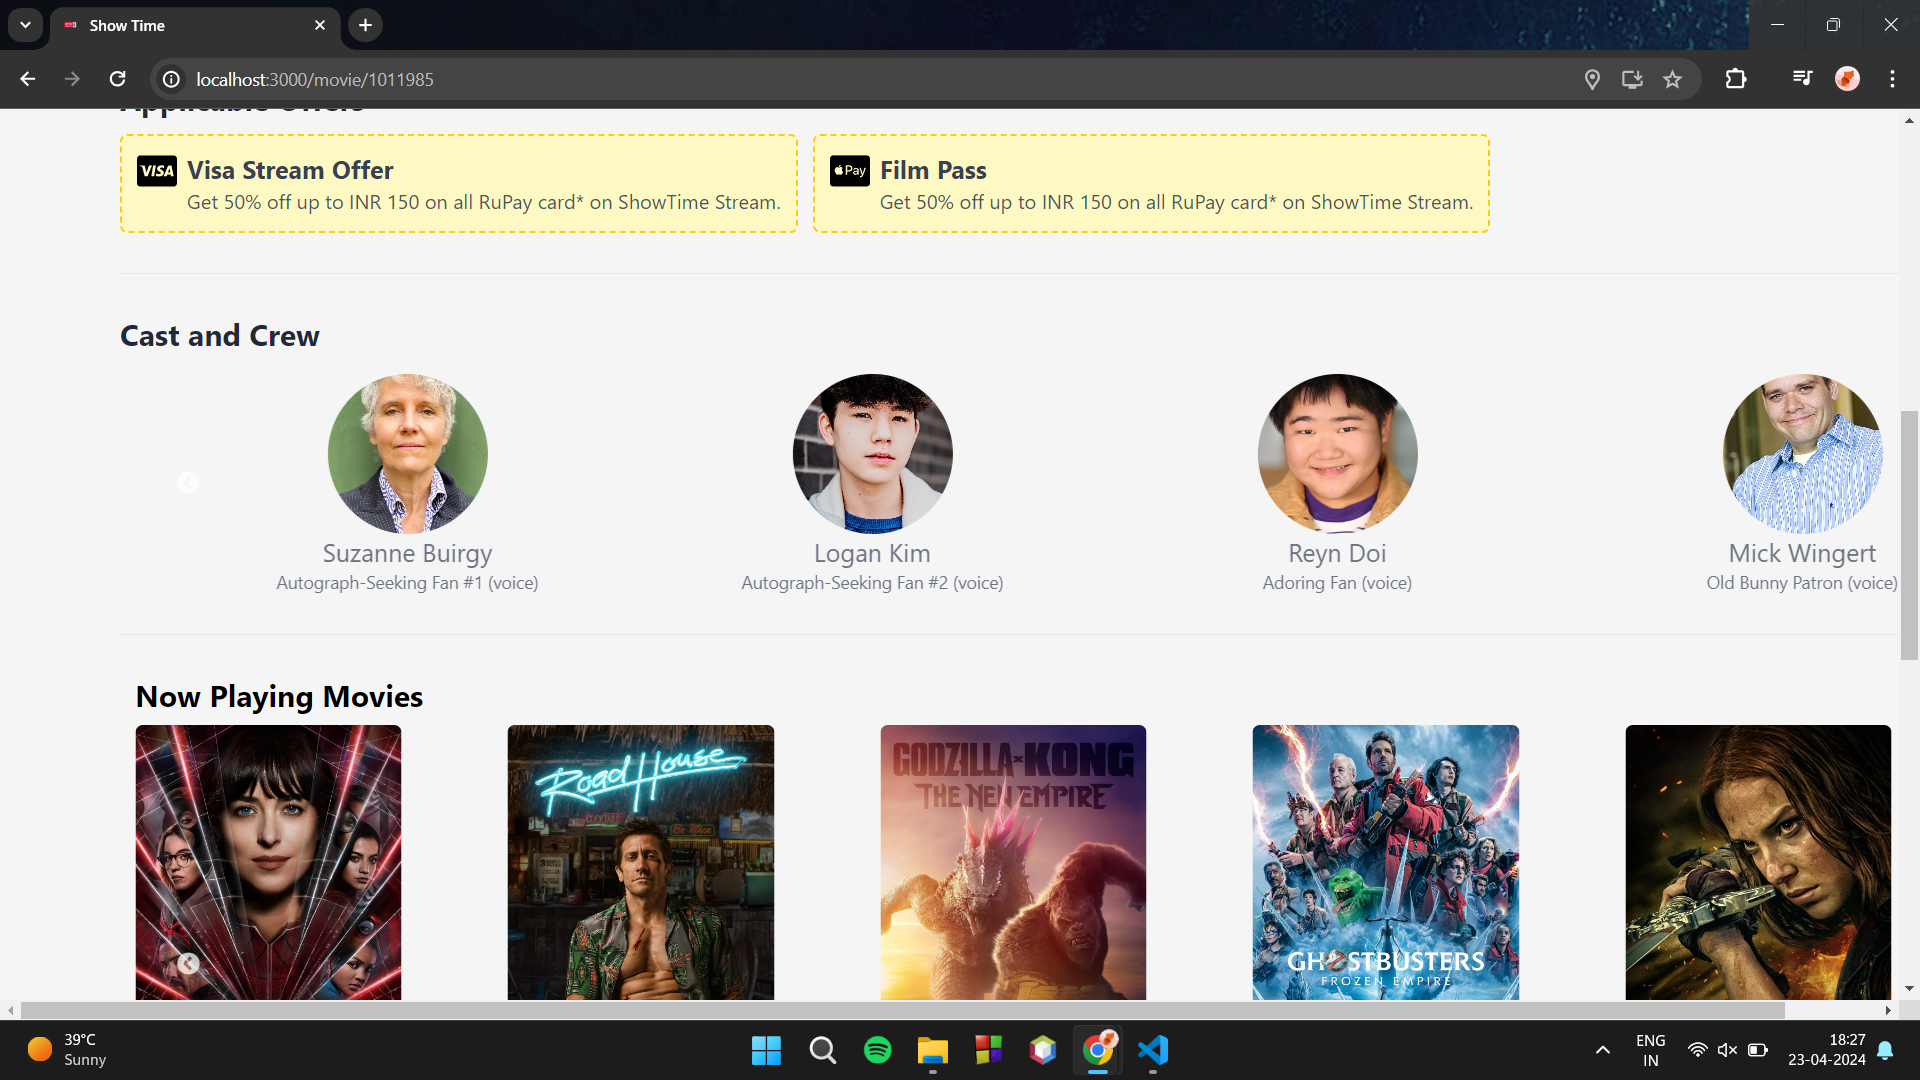 Show Time
localhost:3000/movie/1011985
Applicable Offers
VISA
Visa Stream Offer
Get 50% off up to INR 150 on all RuPay card* on ShowTime Stream.
Pay
Film Pass
Get 50% off up to INR 150 on all RuPay card* on ShowTime Stream.
Cast and Crew
Suzanne Buirgy
Autograph-Seeking Fan #1 (voice)
Logan Kim
Autograph-Seeking Fan #2 (voice)
Reyn Doi
Adoring Fan (voice)
Mick Wingert
Old Bunny Patron (voice)
Now Playing Movies
Road House
GODZILLA x KONG
THE NEW EMPIRE
GHOSTBUSTERS
FROZEN EMPIRE
39°C
Sunny
ENG
IN
18:27
23-04-2024